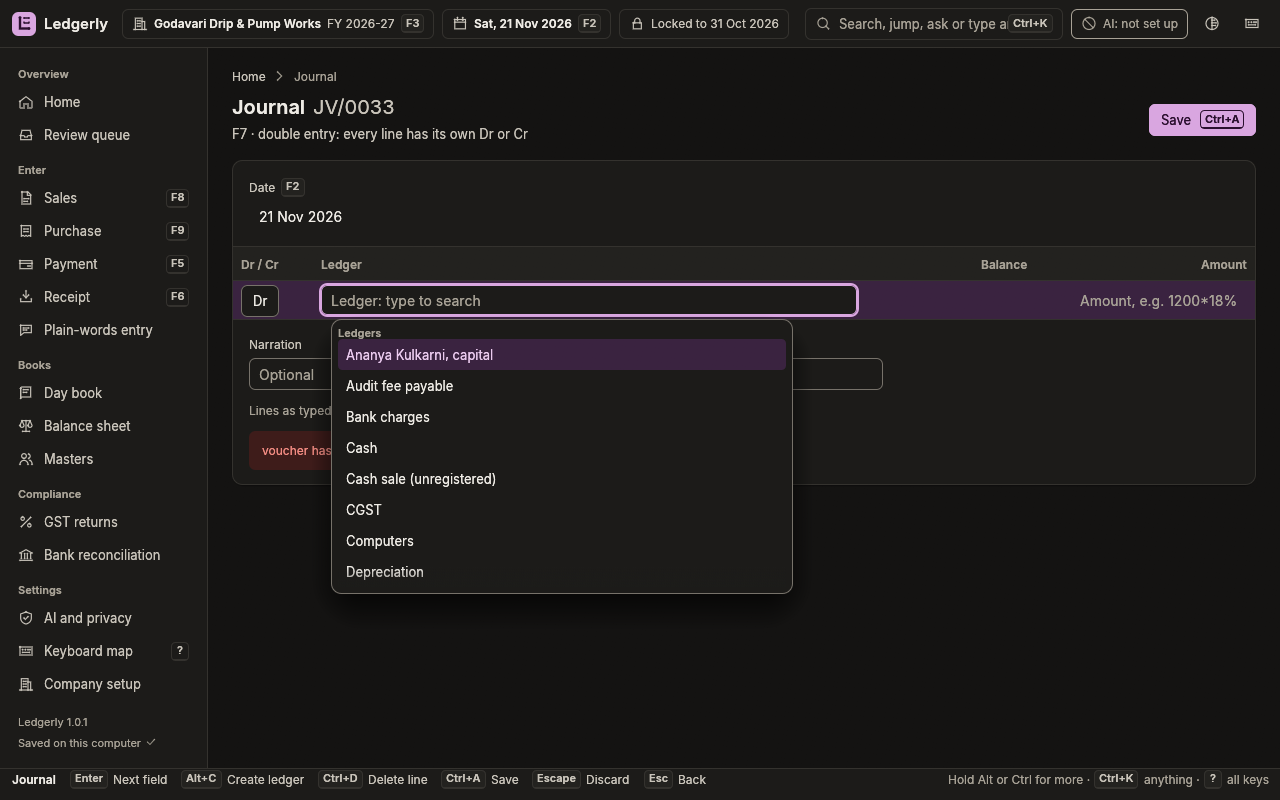 Ledgerly
Godavari Drip & Pump Works FY 2026-27 F3
Sat, 21 Nov 2026 F2
Locked to 31 Oct 2026
Search, jump, ask or type a Ctrl+K
AI: not set up
Overview
Home
Review queue
Enter
Sales F8
Purchase F9
Payment F5
Receipt F6
Plain-words entry
Books
Day book
Balance sheet
Masters
Compliance
GST returns
Bank reconciliation
Settings
AI and privacy
Keyboard map ?
Company setup
Ledgerly 1.0.1
Saved on this computer
Home Journal
Journal JV/0033
F7 · double entry: every line has its own Dr or Cr
Save Ctrl+A
Date F2
21 Nov 2026
Dr / Cr Ledger Balance Amount
Dr Ledger: type to search Amount, e.g. 1200*18%
Narration
Optional
Lines as typed
voucher has
Ledgers
Ananya Kulkarni, capital
Audit fee payable
Bank charges
Cash
Cash sale (unregistered)
CGST
Computers
Depreciation
Journal Enter Next field Alt+C Create ledger Ctrl+D Delete line Ctrl+A Save Escape Discard Esc Back
Hold Alt or Ctrl for more · Ctrl+K anything · ? all keys